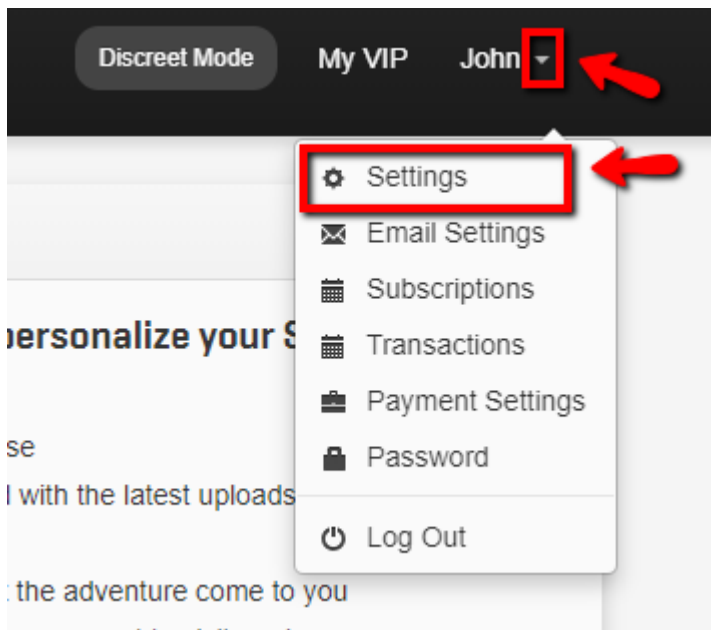 Discreet Mode My VIP John
Settings
Email Settings
Subscriptions
personalize your
Transactions
Payment Settings
se
Password
with the latest uploads
Log Out
the adventure come to you